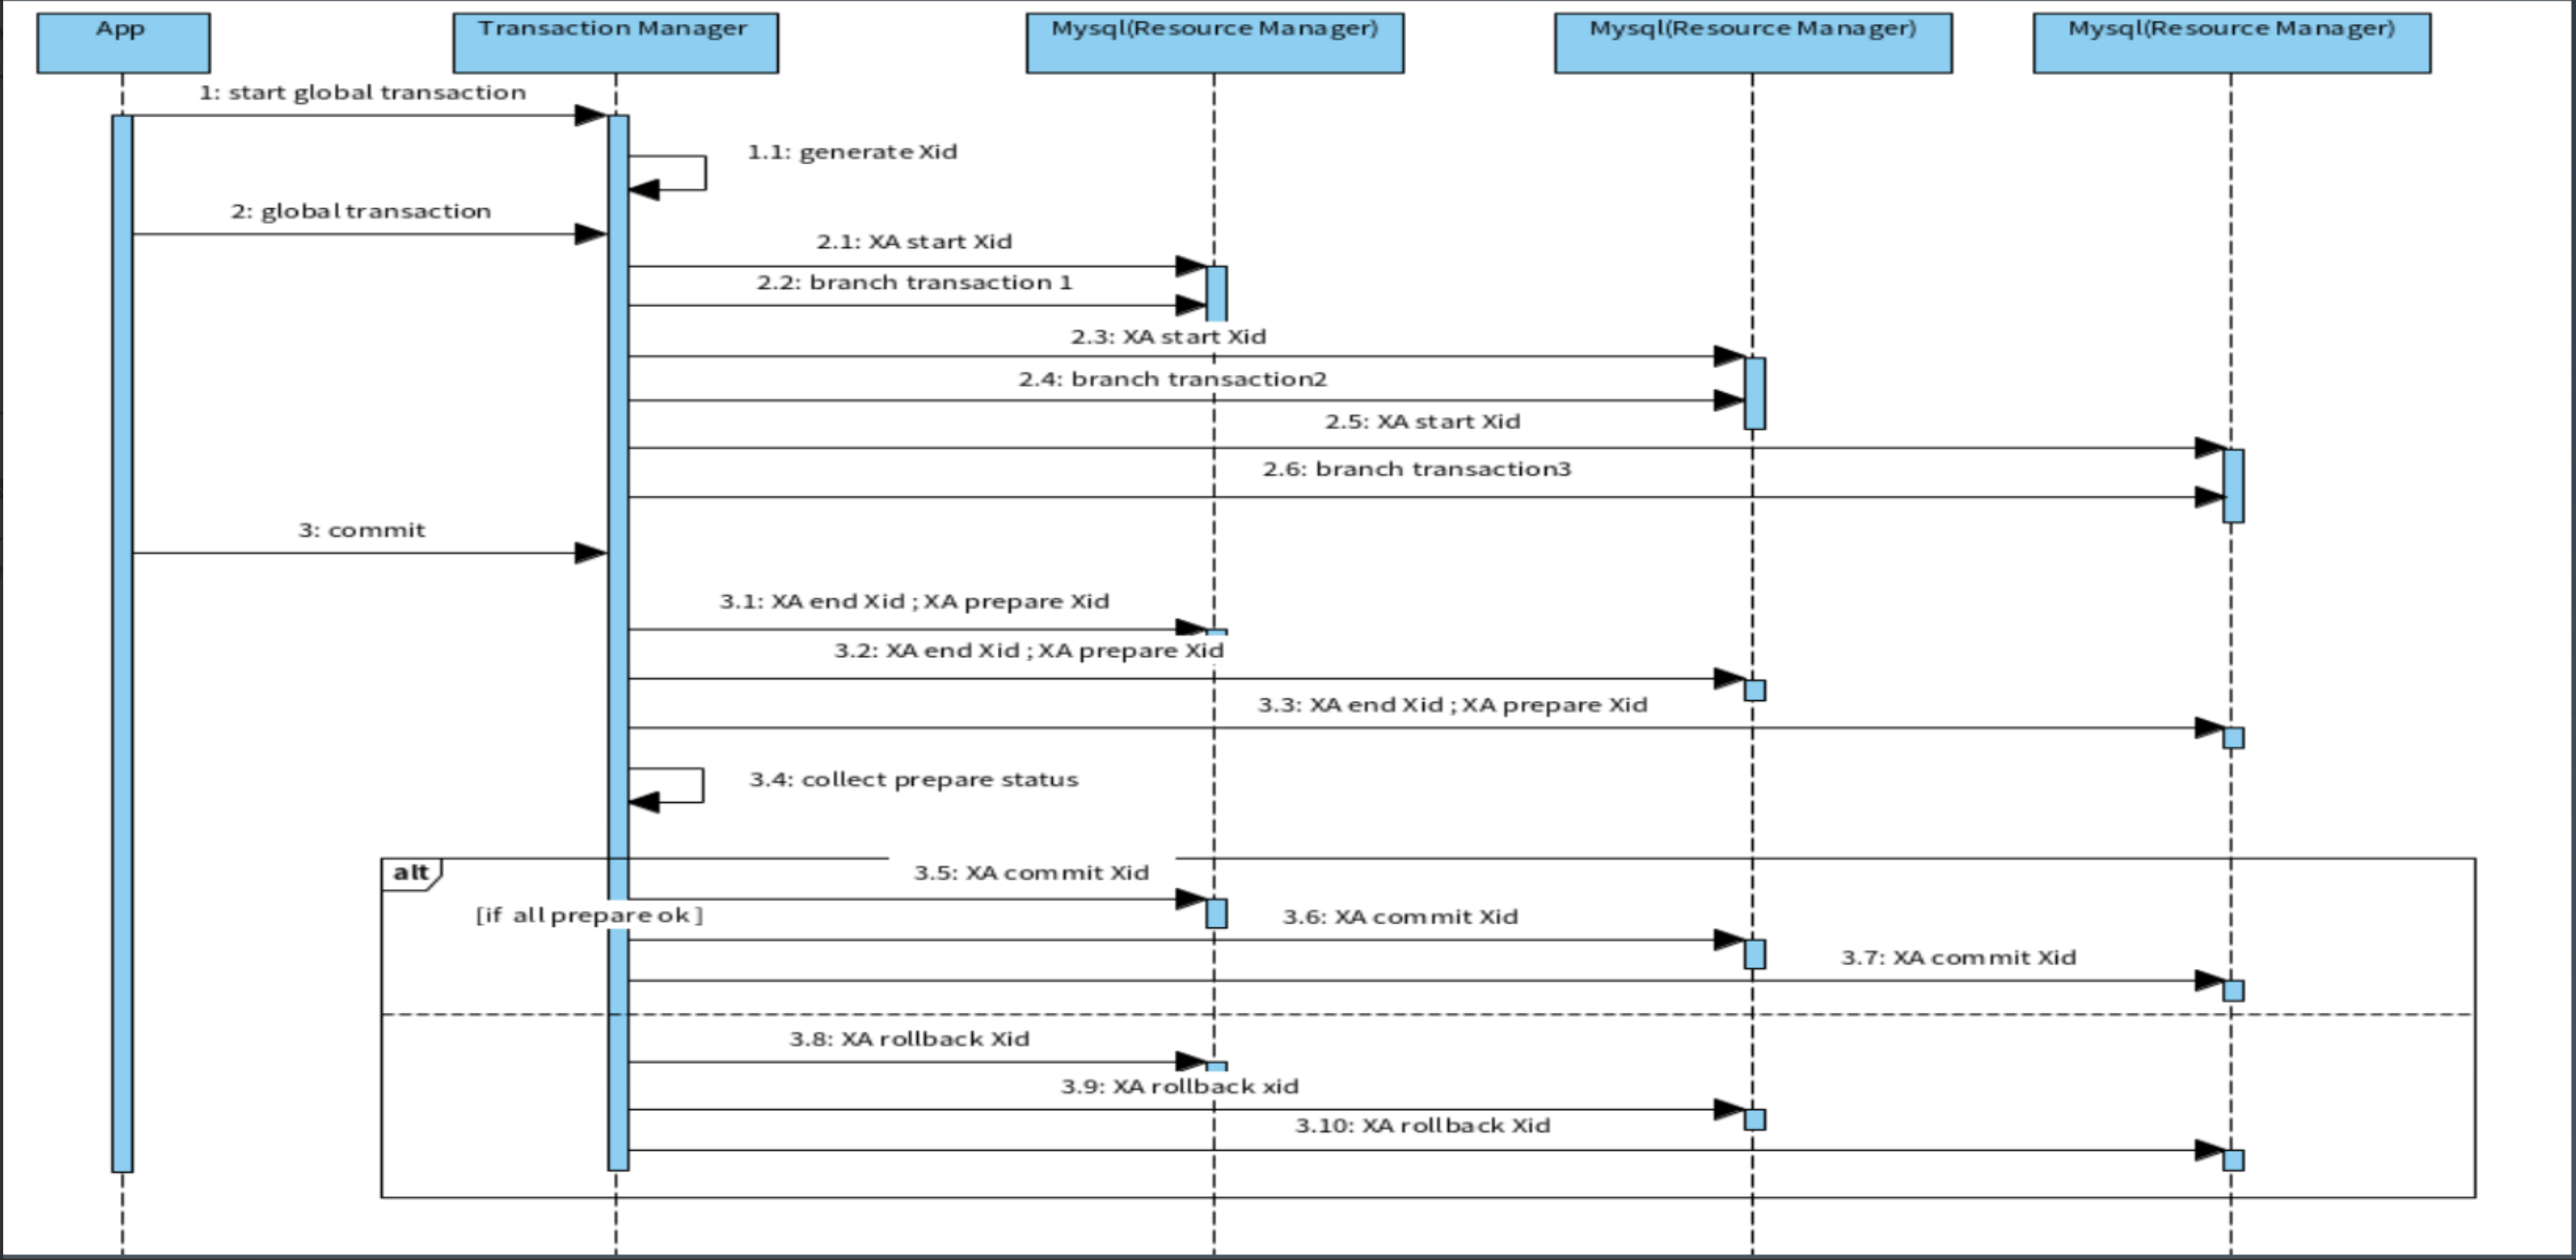 App
Transaction Manager
Mysql(Resource Manager)
Mysql(Resource Manager)
Mysql(Resource Manager)
1: start global transaction
1.1: generate Xid
2: global transaction
2.1: XA start Xid
2.2: branch transaction 1
2.3: XA start Xid
2.4: branch transaction2
2.5: XA start Xid
2.6: branch transaction3
3: commit
3.1: XA end Xid ; XA prepare Xid
3.2: XA end Xid ; XA prepare Xid
3.3: XA end Xid ; XA prepare Xid
3.4: collect prepare status
alt
3.5: XA commit Xid
[if all prepare ok]
3.6: XA commit Xid
3.7: XA commit Xid
3.8: XA rollback Xid
3.9: XA rollback xid
3.10: XA rollback Xid